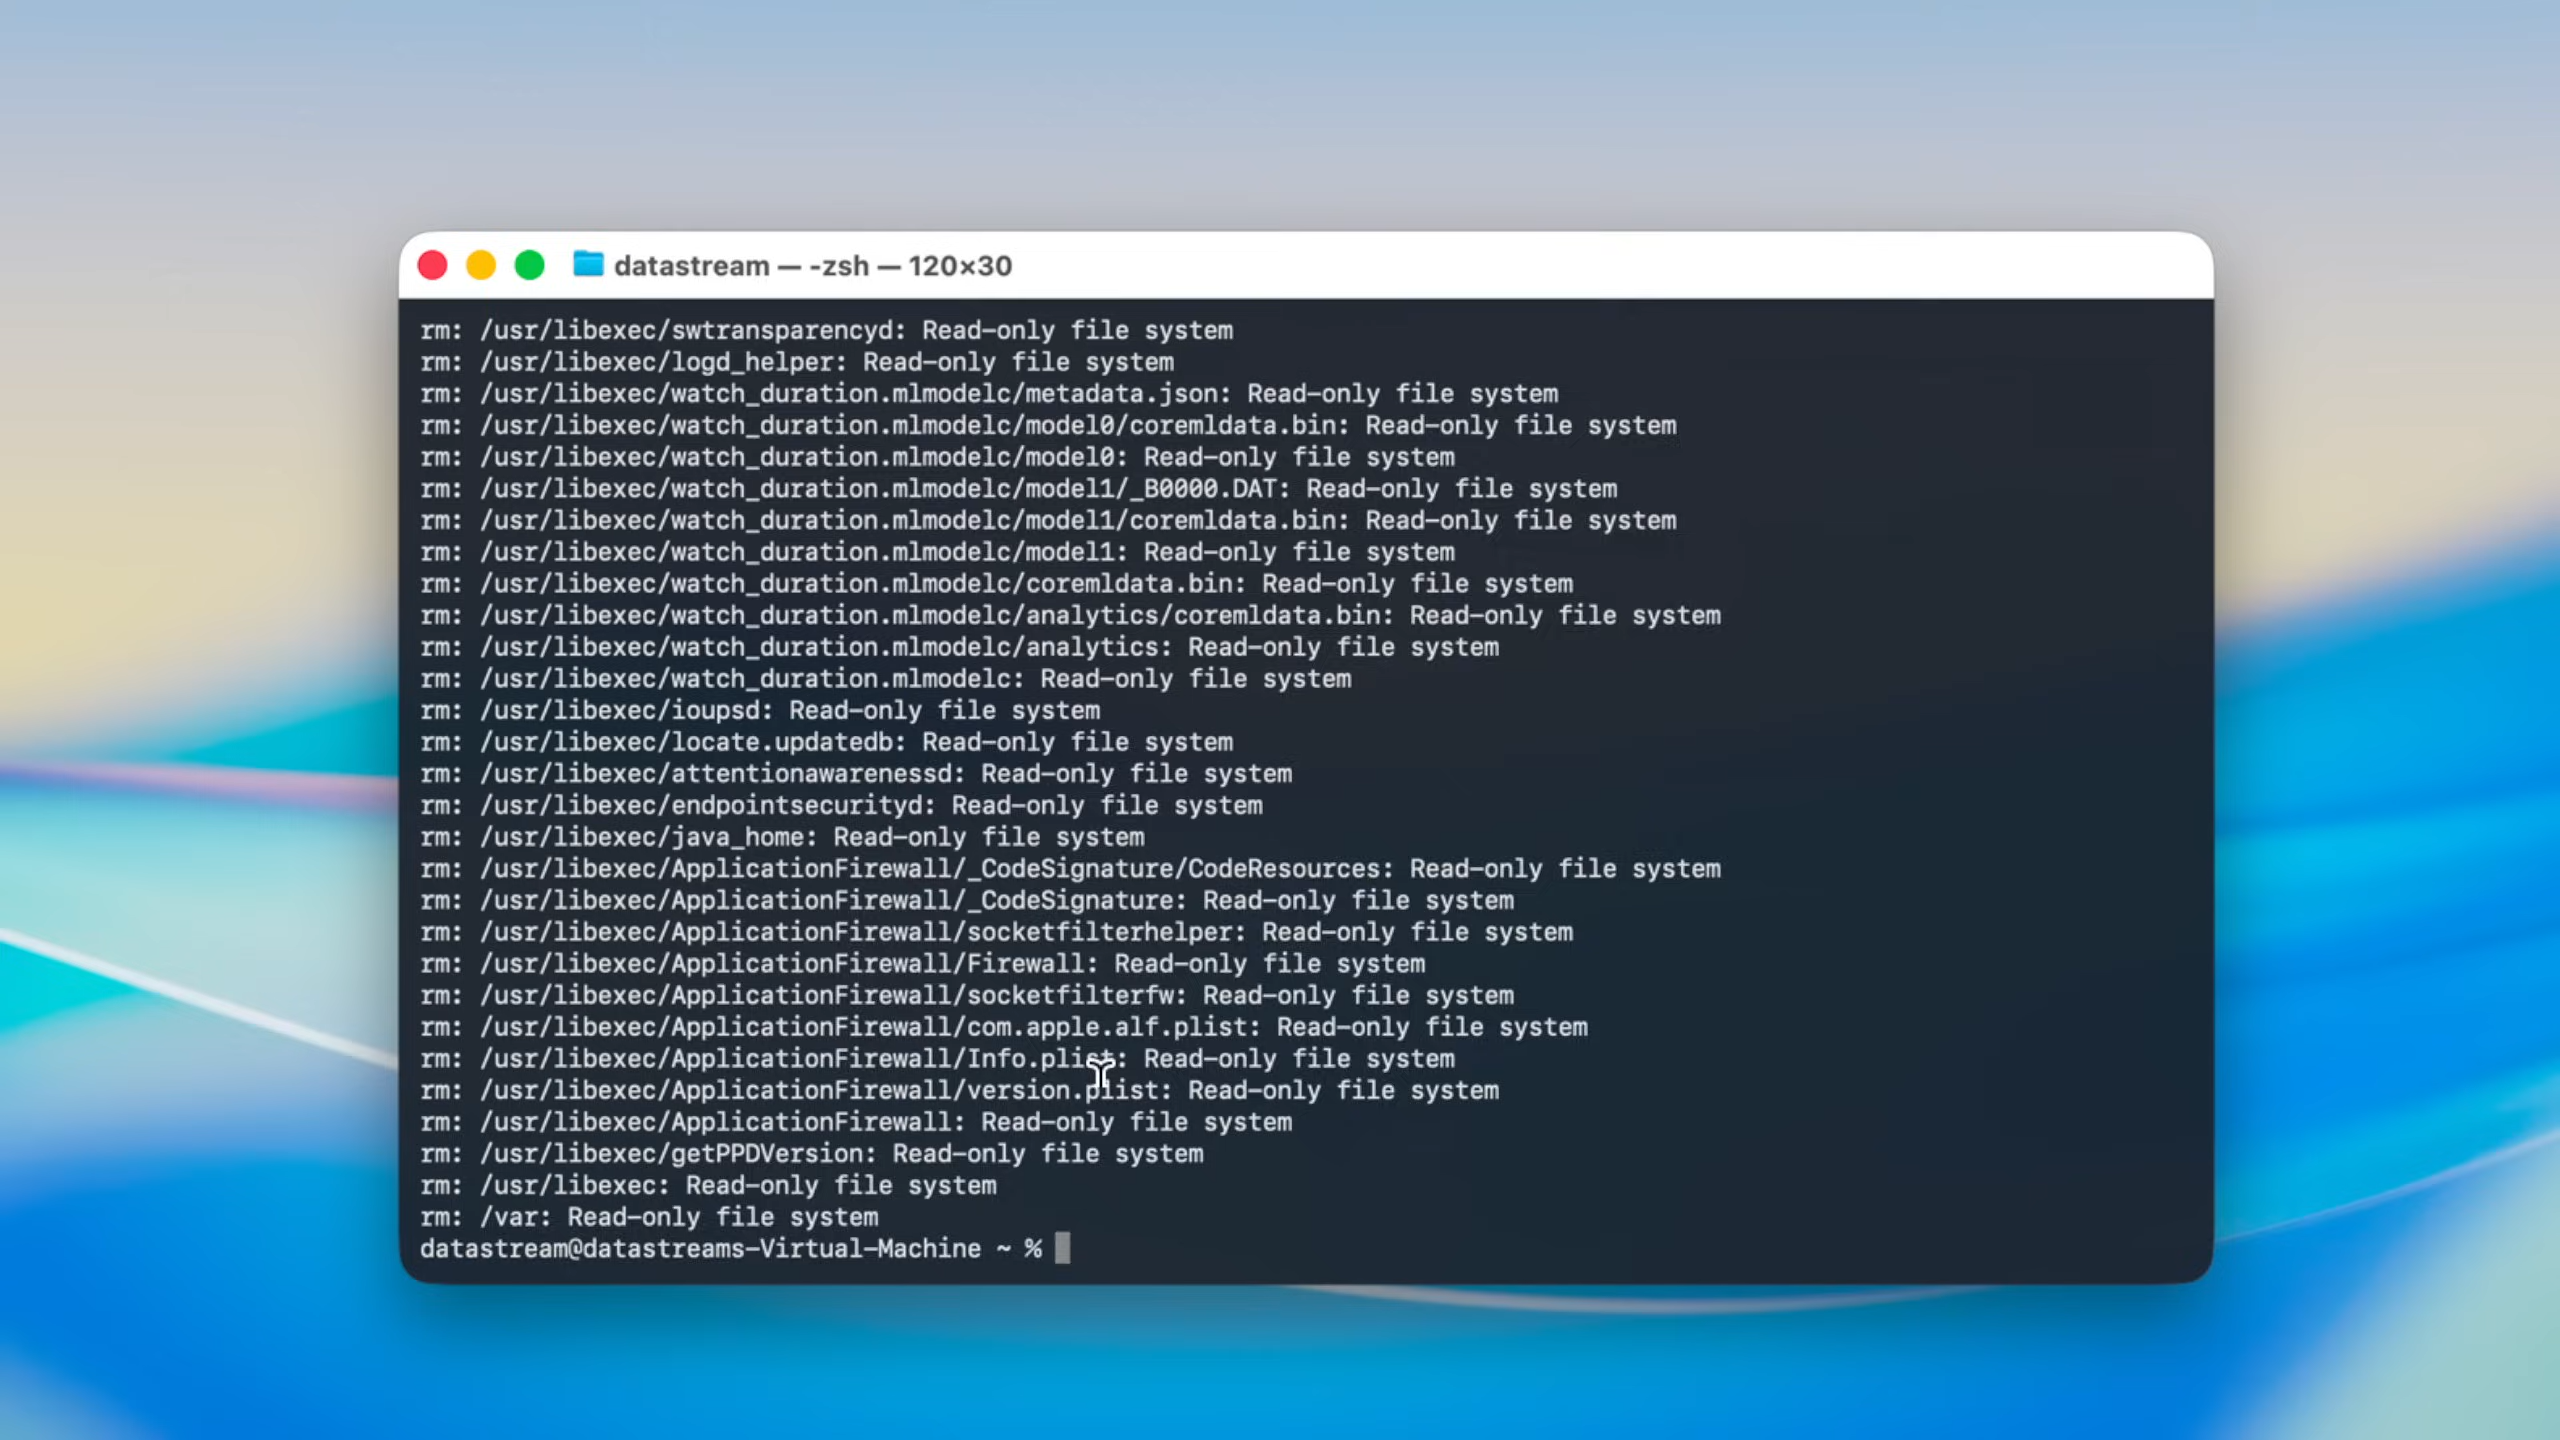 datastream — -zsh — 120×30
rm: /usr/libexec/swtransparencyd: Read-only file system
rm: /usr/libexec/logd_helper: Read-only file system
rm: /usr/libexec/watch_duration.mlmodelc/metadata.json: Read-only file system
rm: /usr/libexec/watch_duration.mlmodelc/model0/coremldata.bin: Read-only file system
rm: /usr/libexec/watch_duration.mlmodelc/model0: Read-only file system
rm: /usr/libexec/watch_duration.mlmodelc/model1/_B0000.DAT: Read-only file system
rm: /usr/libexec/watch_duration.mlmodelc/model1/coremldata.bin: Read-only file system
rm: /usr/libexec/watch_duration.mlmodelc/model1: Read-only file system
rm: /usr/libexec/watch_duration.mlmodelc/coremldata.bin: Read-only file system
rm: /usr/libexec/watch_duration.mlmodelc/analytics/coremldata.bin: Read-only file system
rm: /usr/libexec/watch_duration.mlmodelc/analytics: Read-only file system
rm: /usr/libexec/watch_duration.mlmodelc: Read-only file system
rm: /usr/libexec/ioupsd: Read-only file system
rm: /usr/libexec/locate.updatedb: Read-only file system
rm: /usr/libexec/attentionawarenessd: Read-only file system
rm: /usr/libexec/endpointsecurityd: Read-only file system
rm: /usr/libexec/java_home: Read-only file system
rm: /usr/libexec/ApplicationFirewall/_CodeSignature/CodeResources: Read-only file system
rm: /usr/libexec/ApplicationFirewall/_CodeSignature: Read-only file system
rm: /usr/libexec/ApplicationFirewall/socketfilterhelper: Read-only file system
rm: /usr/libexec/ApplicationFirewall/Firewall: Read-only file system
rm: /usr/libexec/ApplicationFirewall/socketfilterfw: Read-only file system
rm: /usr/libexec/ApplicationFirewall/com.apple.alf.plist: Read-only file system
rm: /usr/libexec/ApplicationFirewall/Info.plist: Read-only file system
rm: /usr/libexec/ApplicationFirewall/version.plist: Read-only file system
rm: /usr/libexec/ApplicationFirewall: Read-only file system
rm: /usr/libexec/getPPDVersion: Read-only file system
rm: /usr/libexec: Read-only file system
rm: /var: Read-only file system
datastream@datastreams-Virtual-Machine ~ %